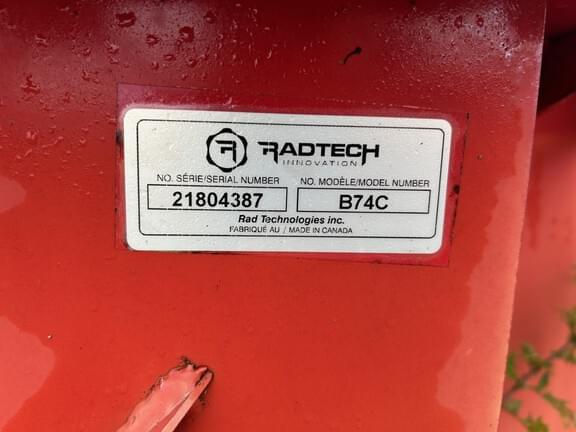 RADTECH
INNOVATION
NO. SÉRIE/SERIAL NUMBER NO. MODÈLE/MODEL NUMBER
21804387 B74C
Rad Technologies inc.
FABRIQUÉ AU / MADE IN CANADA